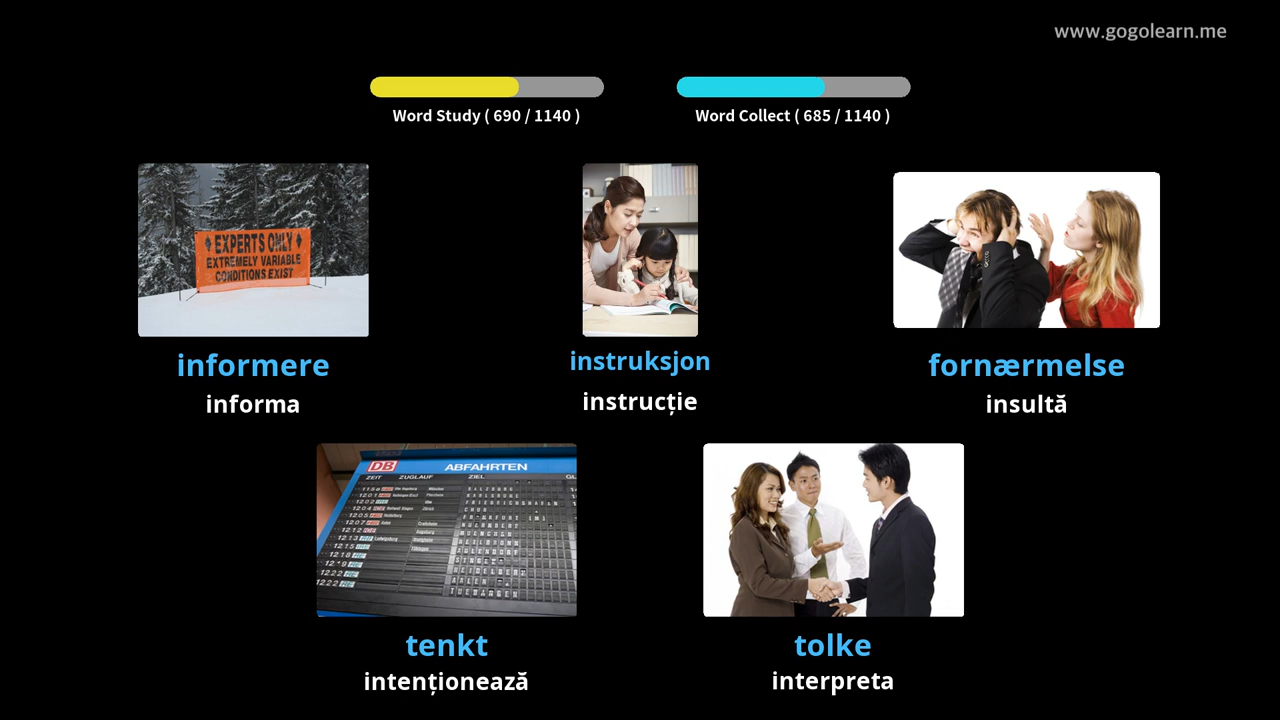 www.gogolearn.me
Word Study ( 690 / 1140 )
Word Collect ( 685 / 1140 )
EXPERTS ONLY
EXTREMELY VARIABLE
CONDITIONS EXIST
informere
informa
instruksjon
instrucție
fornærmelse
insultă
DB ABFAHRTEN
ZEIT ZUGLAUF ZIEL
tenkt
intenționează
tolke
interpreta